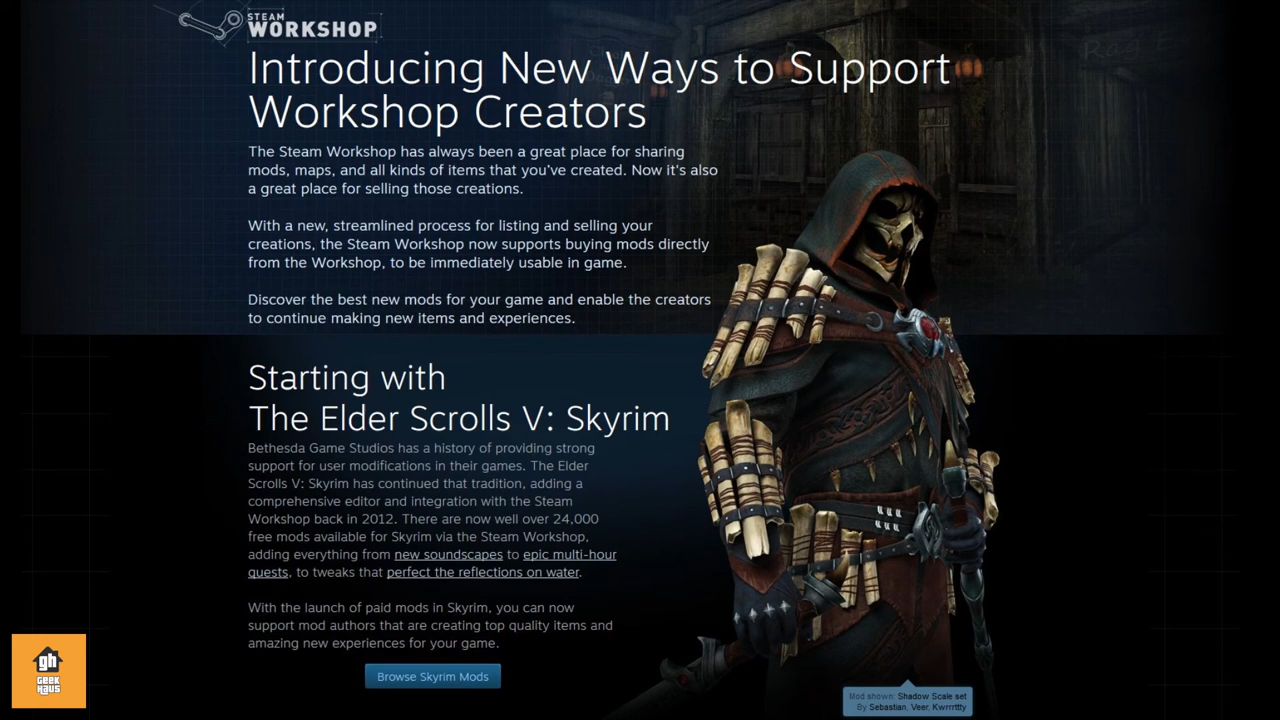 STEAM
WORKSHOP
Introducing New Ways to Support
Workshop Creators
The Steam Workshop has always been a great place for sharing
mods, maps, and all kinds of items that you've created. Now it's also
a great place for selling those creations.
With a new, streamlined process for listing and selling your
creations, the Steam Workshop now supports buying mods directly
from the Workshop, to be immediately usable in game.
Discover the best new mods for your game and enable the creators
to continue making new items and experiences.
Starting with
The Elder Scrolls V: Skyrim
Bethesda Game Studios has a history of providing strong
support for user modifications in their games. The Elder
Scrolls V: Skyrim has continued that tradition, adding a
comprehensive editor and integration with the Steam
Workshop back in 2012. There are now well over 24,000
free mods available for Skyrim via the Steam Workshop,
adding everything from new soundscapes to epic multi-hour
quests, to tweaks that perfect the reflections on water.
With the launch of paid mods in Skyrim, you can now
support mod authors that are creating top quality items and
amazing new experiences for your game.
Browse Skyrim Mods
Mod shown: Shadow Scale set
By Sebastian, Veer, Kwrrrttty
gh
GEEK
HAUS